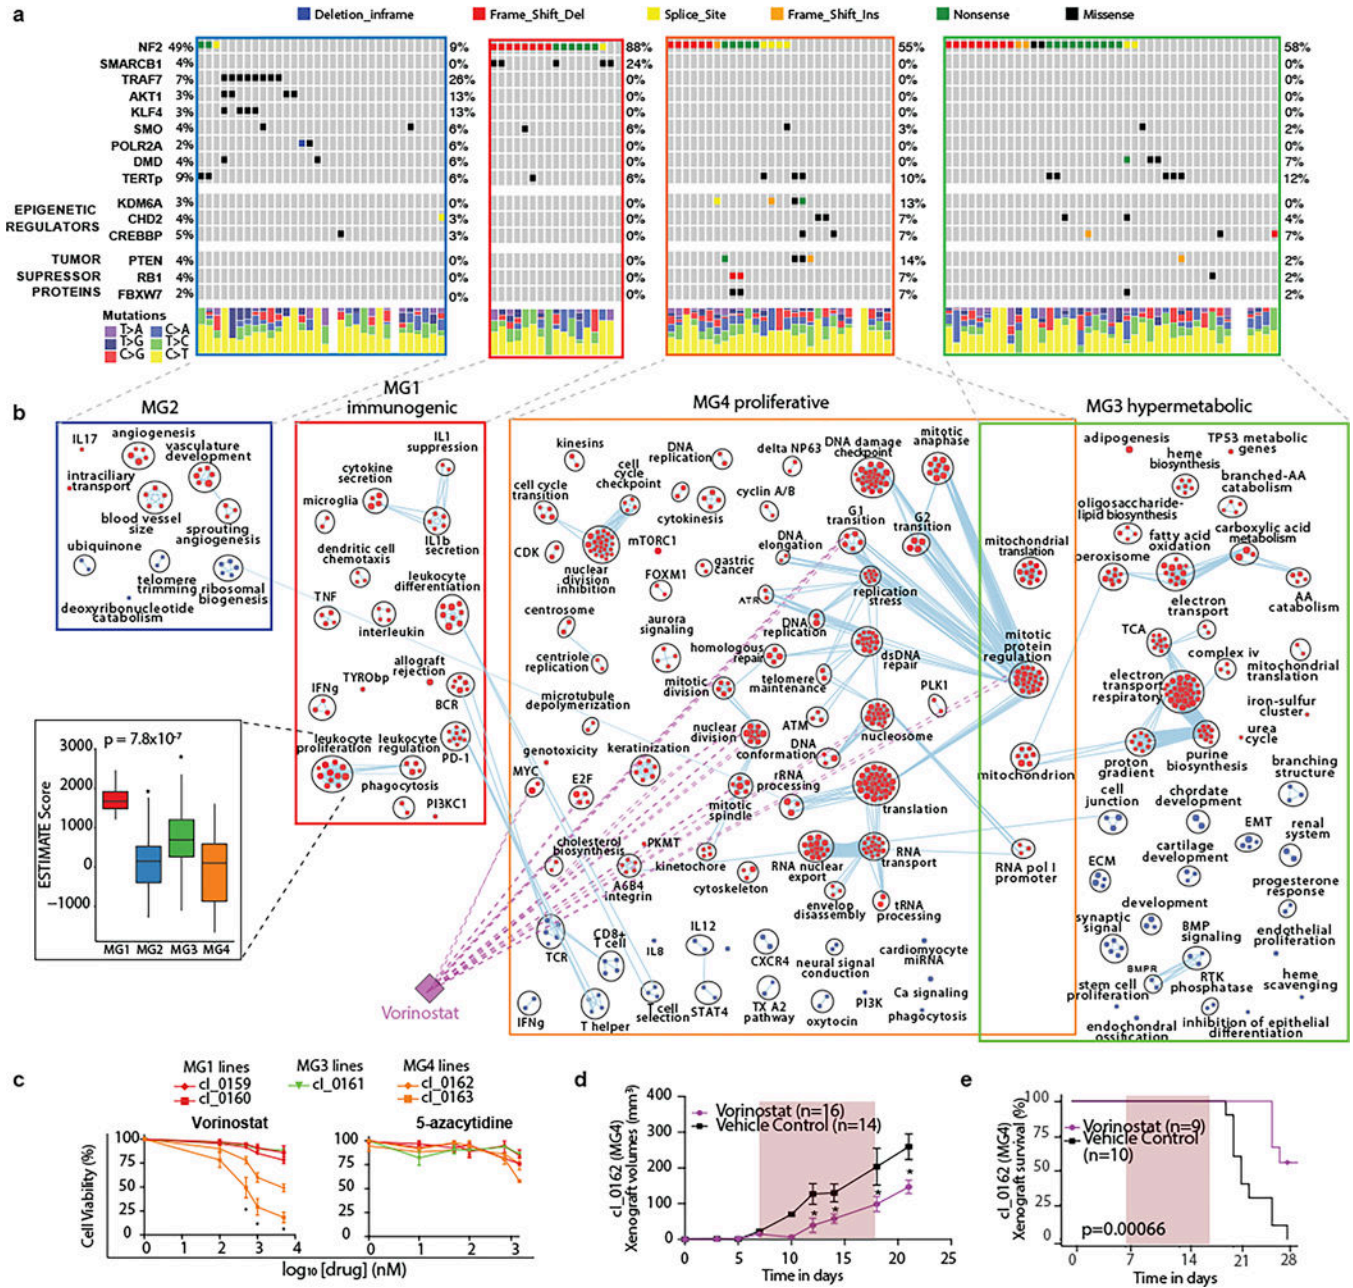 a
Deletion_inframe Frame_Shift_Del Splice_Site Frame_Shift_Ins Nonsense Missense
NF2 49% 9% 88% 55% 58%
SMARCB1 4% 0% 24% 0% 0%
TRAF7 7% 26% 0% 0% 0%
AKT1 3% 13% 0% 0% 0%
KLF4 3% 13% 0% 0% 0%
SMO 4% 6% 6% 3% 2%
POLR2A 2% 6% 0% 0% 0%
DMD 4% 6% 0% 0% 7%
TERTp 9% 6% 6% 10% 12%
EPIGENETIC REGULATORS
KDM6A 3% 0% 0% 13% 0%
CHD2 4% 3% 0% 7% 4%
CREBBP 5% 3% 0% 7% 7%
TUMOR SUPRESSOR PROTEINS
PTEN 4% 0% 0% 14% 2%
RB1 4% 0% 0% 7% 2%
FBXW7 2% 0% 0% 7% 2%
Mutations
T>A C>A
T>G T>C
C>G C>T
b
MG2
IL17
angiogenesis
vasculature
development
intraciliary
transport
blood vessel
size
sprouting
angiogenesis
ubiquinone
telomere
trimming
ribosomal
biogenesis
deoxyribonucleotide
catabolism
MG1
immunogenic
IL1
suppression
cytokine
secretion
microglia
IL1b
secretion
dendritic cell
chemotaxis
leukocyte
differentiation
TNF
interleukin
allograft
rejection
TYRObp
IFNg
BCR
leukocyte
proliferation
leukocyte
regulation
PD-1
phagocytosis
PI3KC1
MG4 proliferative
kinesins
DNA
replication
delta NP63
DNA damage
checkpoint
mitotic
anaphase
cell cycle
transition
cell
cycle
checkpoint
cytokinesis
cyclin A/B
G1
transition
G2
transition
CDK
nuclear
division
inhibition
mTORC1
DNA
elongation
gastric
cancer
FOXM1
ATR
replication
stress
centrosome
aurora
signaling
DNA
replication
homologous
repair
dsDNA
repair
centriole
replication
mitotic
division
telomere
maintenance
PLK1
microtubule
depolymerization
nuclear
division
ATM
nucleosome
DNA
conformation
genotoxicity
keratinization
MYC
E2F
rRNA
processing
mitotic
spindle
translation
cholesterol
biosynthesis
PKMT
kinetochore
A6B4
integrin
cytoskeleton
RNA nuclear
export
RNA
transport
envelop
disassembly
tRNA
processing
TCR
CD8+
T cell
IL8
IL12
CXCR4
neural signal
conduction
cardiomyocyte
miRNA
IFNg
T helper
T cell
selection
STAT4
TX A2
pathway
oxytocin
PI3K
Ca signaling
phagocytosis
mitochondrial
translation
mitotic
protein
regulation
mitochondrion
RNA pol I
promoter
MG3 hypermetabolic
adipogenesis
TP53 metabolic
genes
heme
biosynthesis
branched-AA
catabolism
oligosaccharide-
lipid biosynthesis
fatty acid
oxidation
carboxylic acid
metabolism
peroxisome
AA
catabolism
electron
transport
TCA
complex iv
mitochondrial
translation
electron
transport
respiratory
iron-sulfur
cluster
urea
cycle
proton
gradient
purine
biosynthesis
branching
structure
cell
junction
chordate
development
EMT
renal
system
ECM
cartilage
development
progesterone
response
development
synaptic
signal
BMP
signaling
endothelial
proliferation
BMPR
stem cell
proliferation
RTK
phosphatase
heme
scavenging
endochondral
ossification
inhibition of epithelial
differentiation
Vorinostat
p = 7.8x10⁻⁷
ESTIMATE Score
3000
2000
1000
0
−1000
MG1 MG2 MG3 MG4
c
MG1 lines MG3 lines MG4 lines
cl_0159 cl_0161 cl_0162
cl_0160 cl_0163
Vorinostat 5-azacytidine
Cell Viability (%)
100 100
75 75
50 50
25 25
0 0
* * *
0 1 2 3 4 0 1 2 3
log₁₀ [drug] (nM)
d
cl_0162 (MG4)
Xenograft volumes (mm³)
400
300
200
100
0
Vorinostat (n=16)
Vehicle Control (n=14)
* * * *
0 5 10 15 20 25
Time in days
e
cl_0162 (MG4)
Xenograft survival (%)
100
75
50
25
0
Vorinostat (n=9)
Vehicle Control
(n=10)
p=0.00066
0 7 14 21 28
Time in days